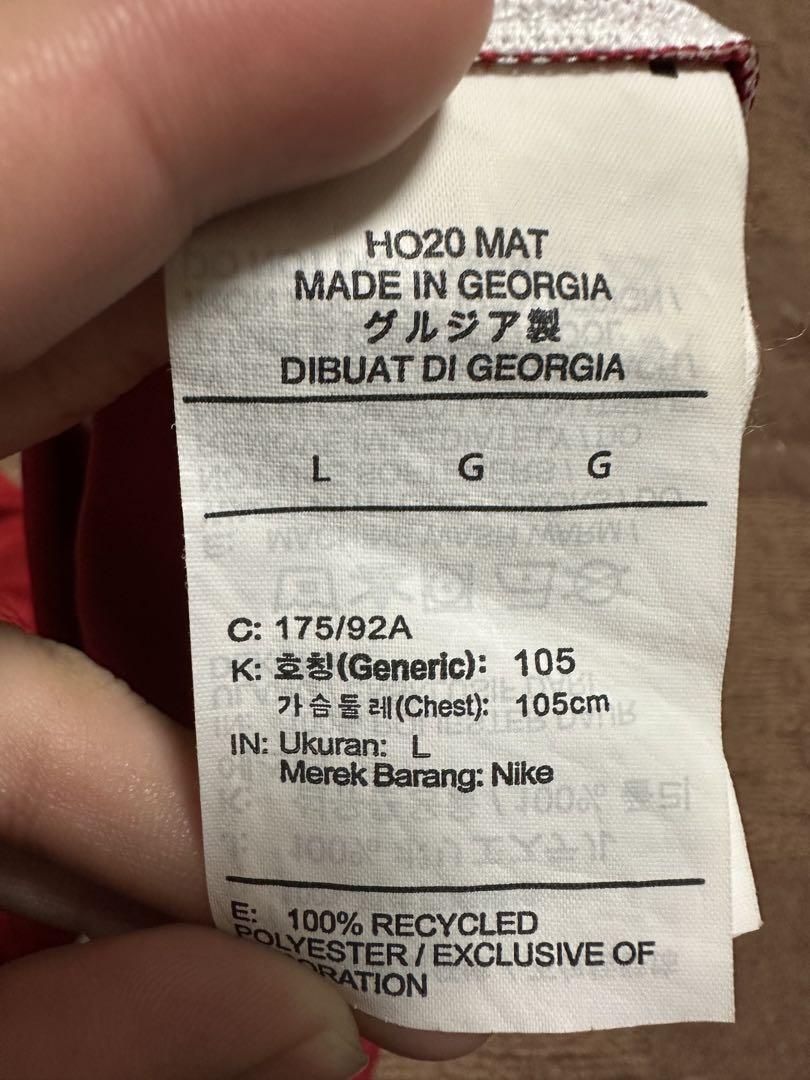 HO20 MAT
MADE IN GEORGIA
グルジア製
DIBUAT DI GEORGIA
L G G
C: 175/92A
K: 호칭(Generic): 105
가슴둘레(Chest): 105cm
IN: Ukuran: L
Merek Barang: Nike
E: 100% RECYCLED
POLYESTER / EXCLUSIVE OF